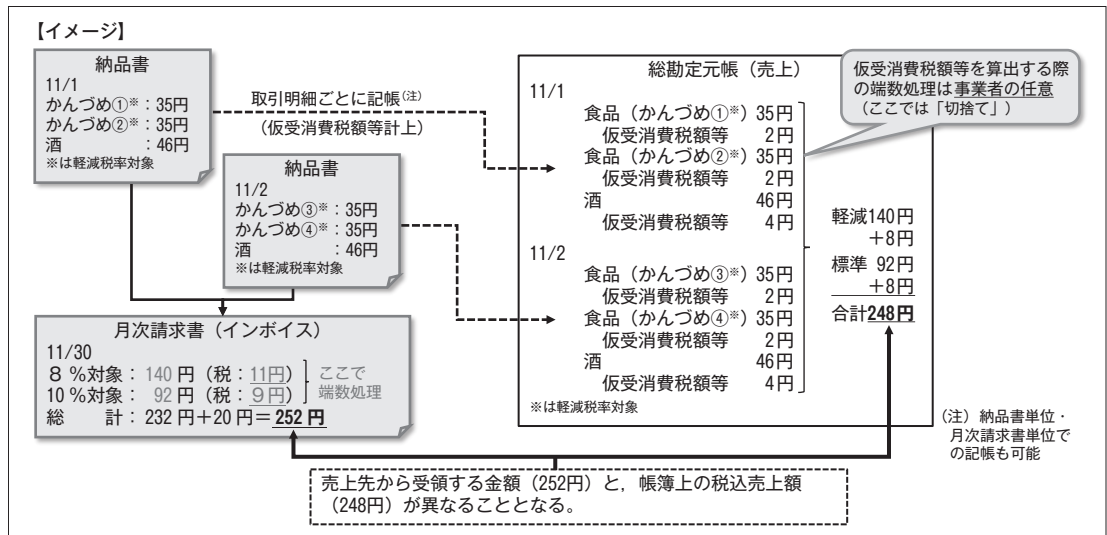 【イメージ】
納品書
11/1
かんづめ①※：35円
かんづめ②※：35円
酒　　　　　：46円
※は軽減税率対象
取引明細ごとに記帳(注)
(仮受消費税額等計上)
納品書
11/2
かんづめ③※：35円
かんづめ④※：35円
酒　　　　　：46円
※は軽減税率対象
月次請求書（インボイス）
11/30
８％対象：140円（税：11円）
10％対象： 92円（税：９円）
総　　計：232円＋20円＝252円
ここで
端数処理
総勘定元帳（売上）
11/1
食品（かんづめ①※）35円
仮受消費税額等　2円
食品（かんづめ②※）35円
仮受消費税額等　2円
酒　46円
仮受消費税額等　4円
11/2
食品（かんづめ③※）35円
仮受消費税額等　2円
食品（かんづめ④※）35円
仮受消費税額等　2円
酒　46円
仮受消費税額等　4円
※は軽減税率対象
軽減140円
＋8円
標準 92円
＋8円
合計248円
仮受消費税額等を算出する際
の端数処理は事業者の任意
（ここでは「切捨て」）
（注）納品書単位・
月次請求書単位で
の記帳も可能
売上先から受領する金額（252円）と，帳簿上の税込売上額
（248円）が異なることとなる。